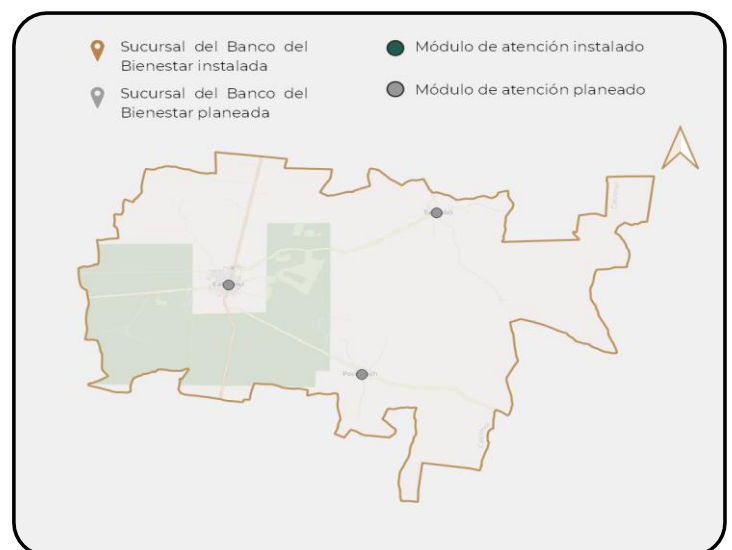 Sucursal del Banco del
Bienestar instalada
Sucursal del Banco del
Bienestar planeada
Módulo de atención instalado
Módulo de atención planeado